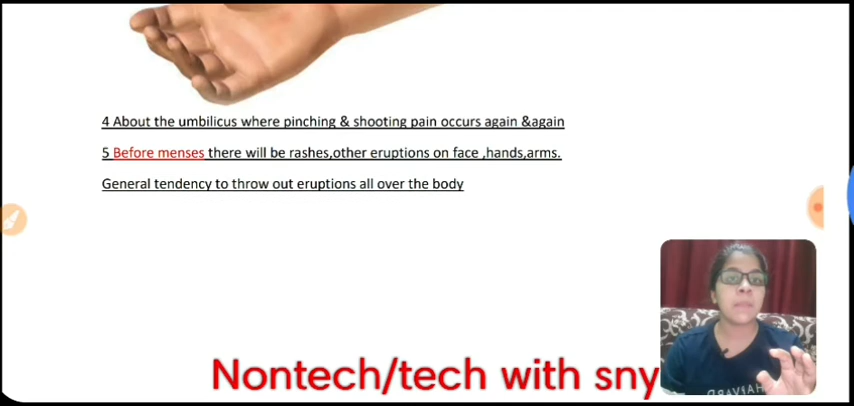 4 About the umbilicus where pinching & shooting pain occurs again &again
5 Before menses there will be rashes,other eruptions on face ,hands,arms.
General tendency to throw out eruptions all over the body
Nontech/tech with sny